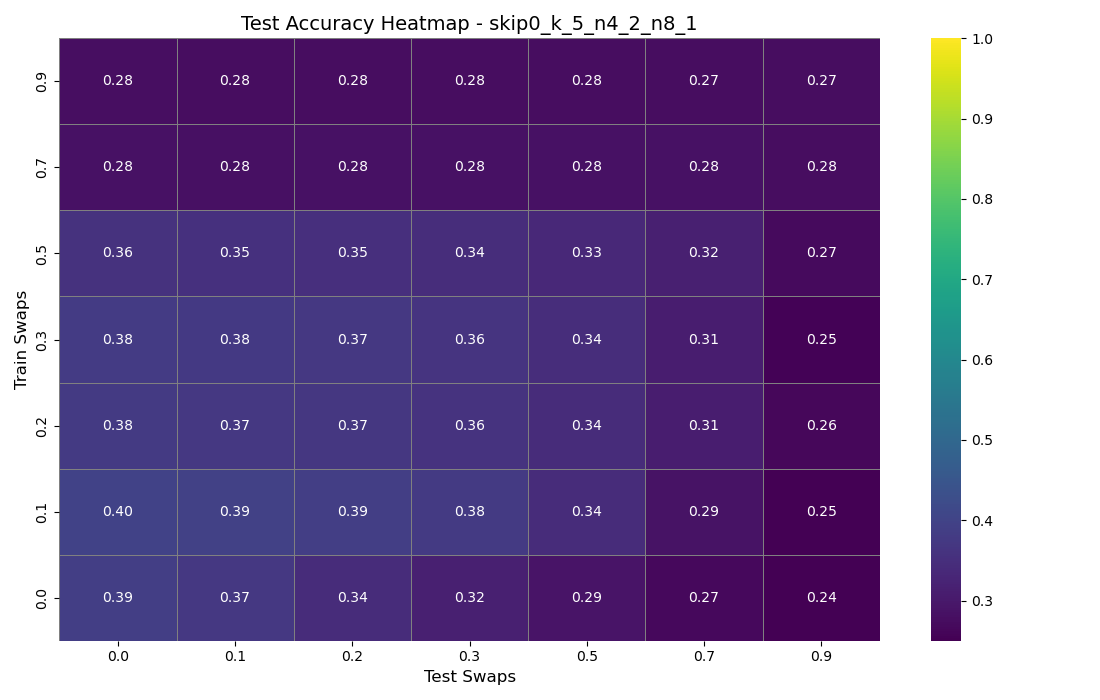 Test Accuracy Heatmap - skip0_k_5_n4_2_n8_1
Train Swaps
0.9 0.28 0.28 0.28 0.28 0.28 0.27 0.27
0.7 0.28 0.28 0.28 0.28 0.28 0.28 0.28
0.5 0.36 0.35 0.35 0.34 0.33 0.32 0.27
0.3 0.38 0.38 0.37 0.36 0.34 0.31 0.25
0.2 0.38 0.37 0.37 0.36 0.34 0.31 0.26
0.1 0.40 0.39 0.39 0.38 0.34 0.29 0.25
0.0 0.39 0.37 0.34 0.32 0.29 0.27 0.24
0.0 0.1 0.2 0.3 0.5 0.7 0.9
Test Swaps
1.0
0.9
0.8
0.7
0.6
0.5
0.4
0.3